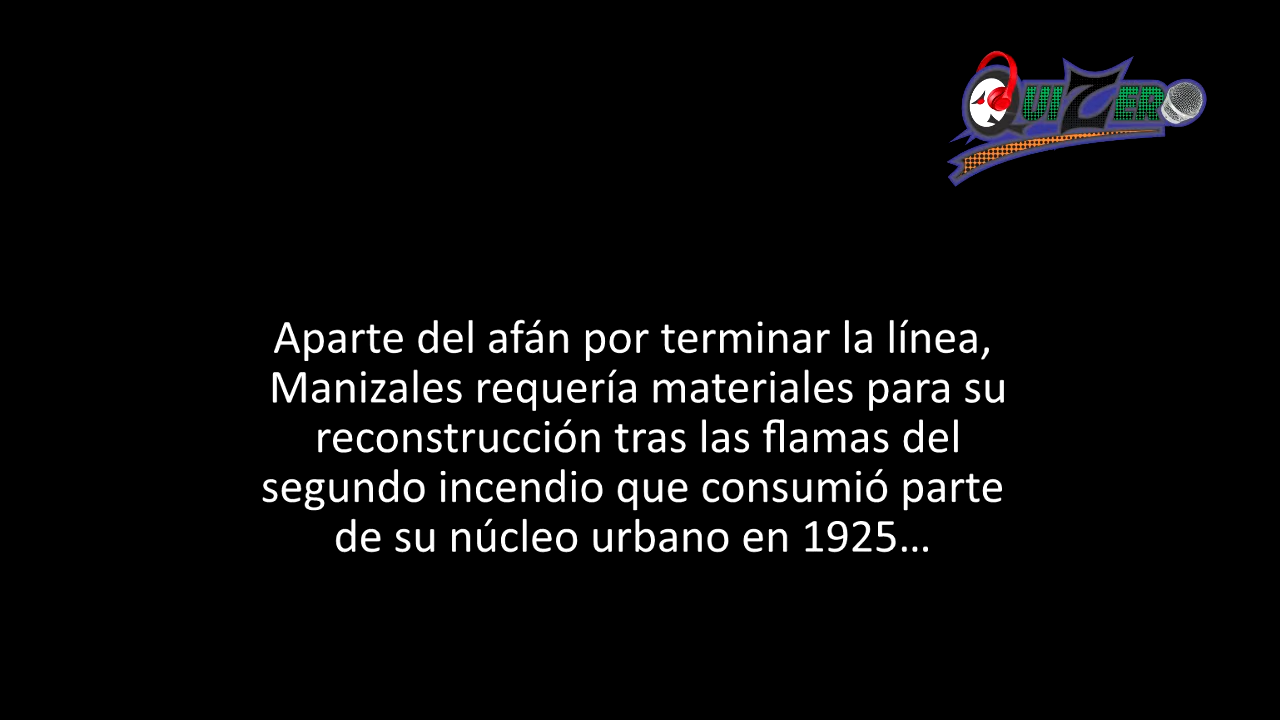 QUIZER
Aparte del afán por terminar la línea,
Manizales requería materiales para su
reconstrucción tras las flamas del
segundo incendio que consumió parte
de su núcleo urbano en 1925…